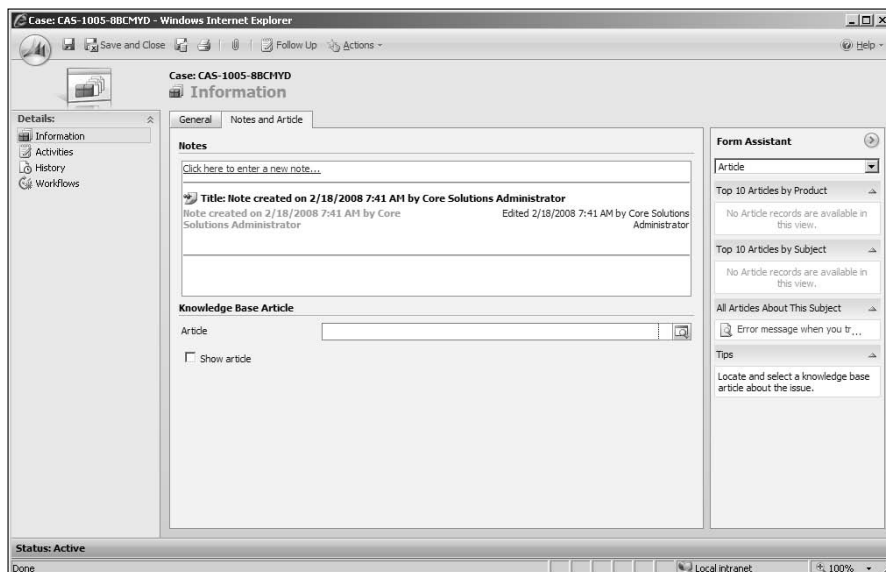 Case: CAS-1005-8BCMYD - Windows Internet Explorer
Save and Close
Follow Up
Actions
Help
Case: CAS-1005-8BCMYD
Information
Details:
Information
Activities
History
Workflows
General
Notes and Article
Notes
Click here to enter a new note...
Title: Note created on 2/18/2008 7:41 AM by Core Solutions Administrator
Note created on 2/18/2008 7:41 AM by Core
Solutions Administrator
Edited 2/18/2008 7:41 AM by Core Solutions
Administrator
Knowledge Base Article
Article
Show article
Form Assistant
Article
Top 10 Articles by Product
No Article records are available in
this view.
Top 10 Articles by Subject
No Article records are available in
this view.
All Articles About This Subject
Error message when you tr...
Tips
Locate and select a knowledge base
article about the issue.
Status: Active
Done
Local intranet
100%